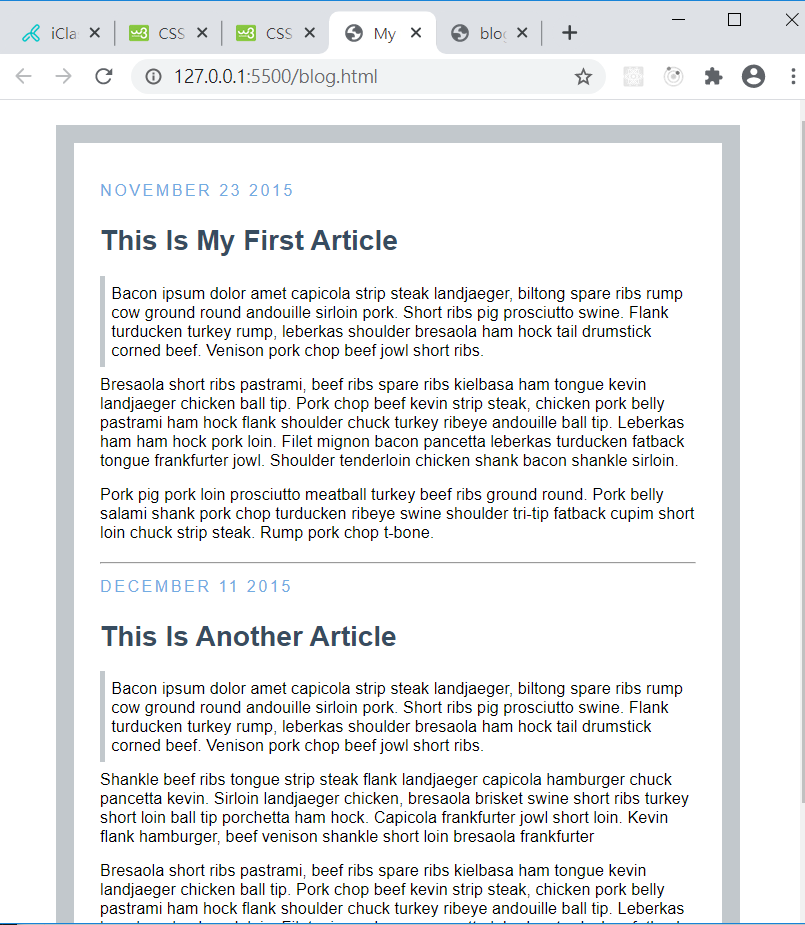 iCla
CSS
CSS
My
blog
127.0.0.1:5500/blog.html
NOVEMBER 23 2015
This Is My First Article
Bacon ipsum dolor amet capicola strip steak landjaeger, biltong spare ribs rump
cow ground round andouille sirloin pork. Short ribs pig prosciutto swine. Flank
turducken turkey rump, leberkas shoulder bresaola ham hock tail drumstick
corned beef. Venison pork chop beef jowl short ribs.
Bresaola short ribs pastrami, beef ribs spare ribs kielbasa ham tongue kevin
landjaeger chicken ball tip. Pork chop beef kevin strip steak, chicken pork belly
pastrami ham hock flank shoulder chuck turkey ribeye andouille ball tip. Leberkas
ham ham hock pork loin. Filet mignon bacon pancetta leberkas turducken fatback
tongue frankfurter jowl. Shoulder tenderloin chicken shank bacon shankle sirloin.
Pork pig pork loin prosciutto meatball turkey beef ribs ground round. Pork belly
salami shank pork chop turducken ribeye swine shoulder tri-tip fatback cupim short
loin chuck strip steak. Rump pork chop t-bone.
DECEMBER 11 2015
This Is Another Article
Bacon ipsum dolor amet capicola strip steak landjaeger, biltong spare ribs rump
cow ground round andouille sirloin pork. Short ribs pig prosciutto swine. Flank
turducken turkey rump, leberkas shoulder bresaola ham hock tail drumstick
corned beef. Venison pork chop beef jowl short ribs.
Shankle beef ribs tongue strip steak flank landjaeger capicola hamburger chuck
pancetta kevin. Sirloin landjaeger chicken, bresaola brisket swine short ribs turkey
short loin ball tip porchetta ham hock. Capicola frankfurter jowl short loin. Kevin
flank hamburger, beef venison shankle short loin bresaola frankfurter
Bresaola short ribs pastrami, beef ribs spare ribs kielbasa ham tongue kevin
landjaeger chicken ball tip. Pork chop beef kevin strip steak, chicken pork belly
pastrami ham hock flank shoulder chuck turkey ribeye andouille ball tip. Leberkas